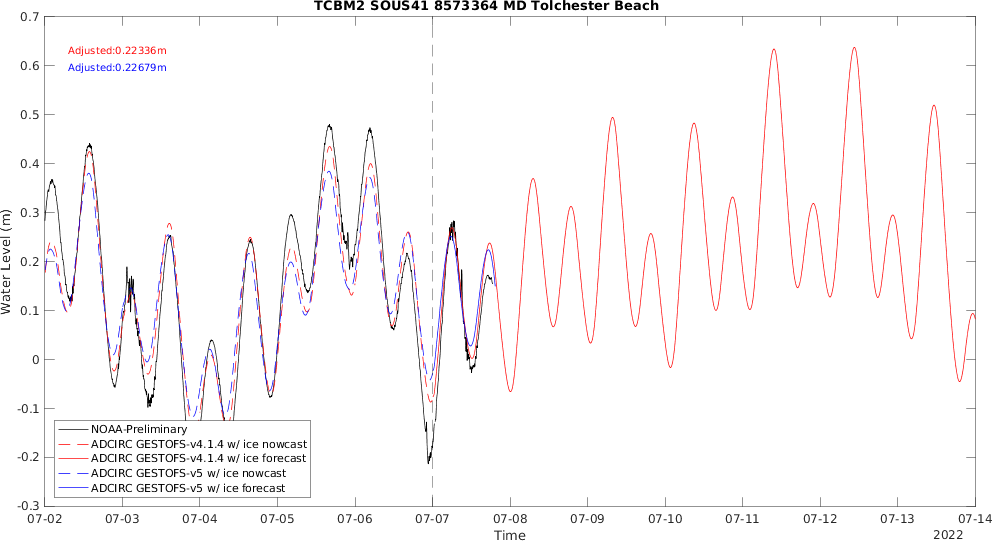 TCBM2 SOUS41 8573364 MD Tolchester Beach
0.7
0.6
0.5
0.4
0.3
0.2
0.1
0
-0.1
-0.2
-0.3
Water Level (m)
Adjusted:0.22336m
Adjusted:0.22679m
NOAA-Preliminary
ADCIRC GESTOFS-v4.1.4 w/ ice nowcast
ADCIRC GESTOFS-v4.1.4 w/ ice forecast
ADCIRC GESTOFS-v5 w/ ice nowcast
ADCIRC GESTOFS-v5 w/ ice forecast
07-02 07-03 07-04 07-05 07-06 07-07 07-08 07-09 07-10 07-11 07-12 07-13 07-14
Time
2022